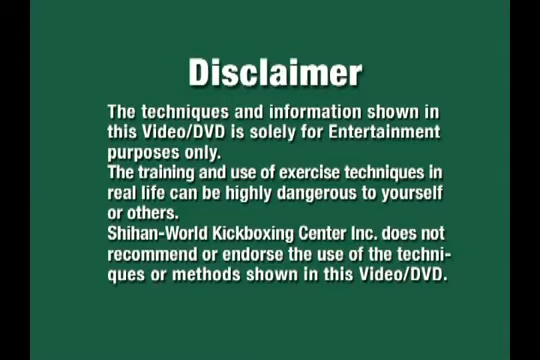 Disclaimer
The techniques and information shown in
this Video/DVD is solely for Entertainment
purposes only.
The training and use of exercise techniques in
real life can be highly dangerous to yourself
or others.
Shihan-World Kickboxing Center Inc. does not
recommend or endorse the use of the techni-
ques or methods shown in this Video/DVD.